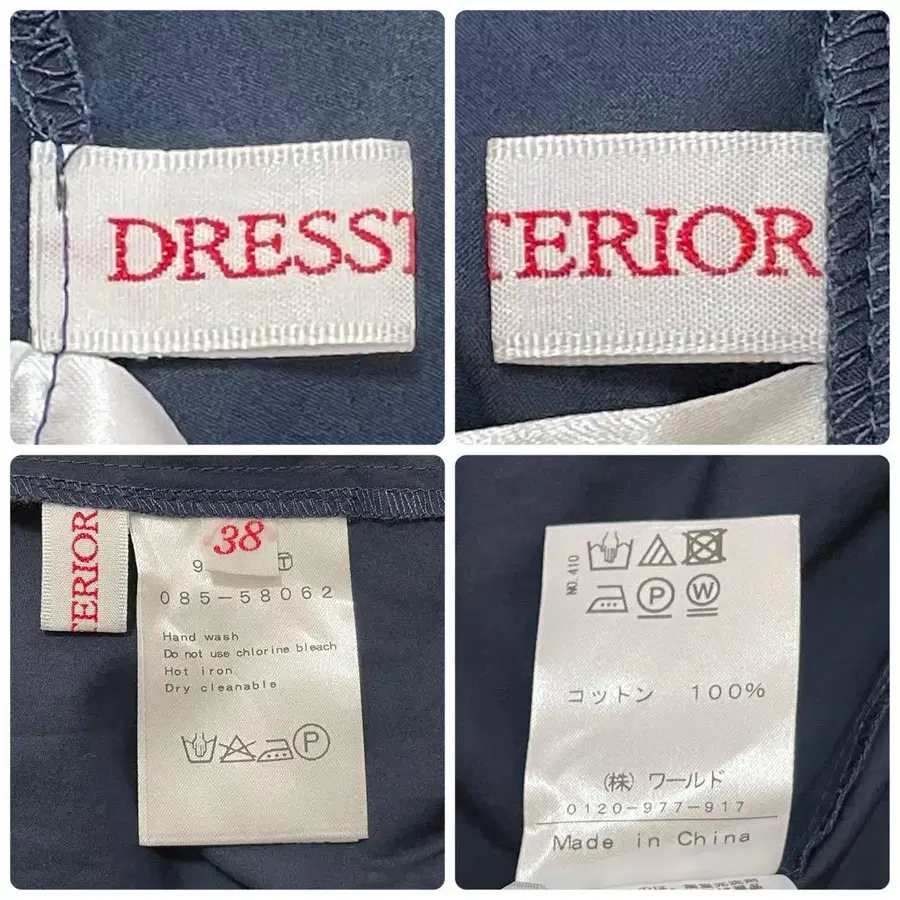 DRESST
TERIOR
TERIOR
38
9
T
085-58062
Hand wash
Do not use chlorine bleach
Hot iron
Dry cleanable
P
NO.410
P
W
コットン 100%
(株) ワールド
0120-977-917
Made in China